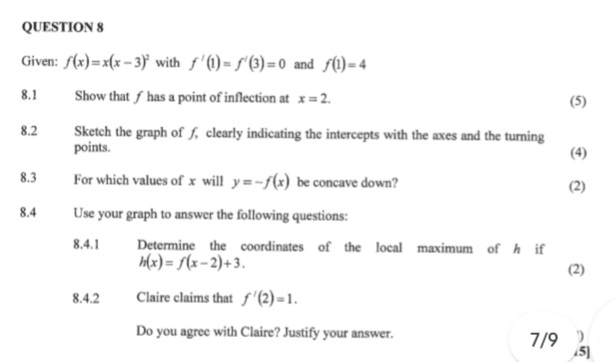 QUESTION 8
Given: f(x)=x(x−3)² with f′(1)=f′(3)=0 and f(1)=4
8.1 Show that f has a point of inflection at x=2. (5)
8.2 Sketch the graph of f, clearly indicating the intercepts with the axes and the turning
points. (4)
8.3 For which values of x will y=−f(x) be concave down? (2)
8.4 Use your graph to answer the following questions:
8.4.1 Determine the coordinates of the local maximum of h if
h(x)=f(x−2)+3. (2)
8.4.2 Claire claims that f′(2)=1.
Do you agree with Claire? Justify your answer.
7/9